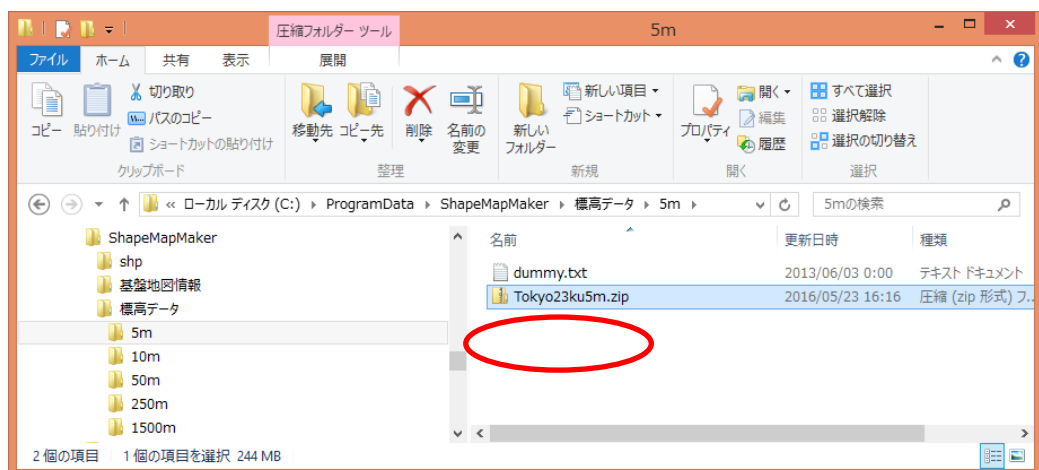 圧縮フォルダー ツール
5m
ファイル ホーム 共有 表示 展開
コピー
貼り付け
切り取り
パスのコピー
ショートカットの貼り付け
クリップボード
移動先 コピー先 削除 名前の変更
整理
新しいフォルダー
新しい項目
ショートカット
新規
プロパティ
開く
編集
履歴
開く
すべて選択
選択解除
選択の切り替え
選択
« ローカル ディスク (C:) ProgramData ShapeMapMaker 標高データ 5m
5mの検索
ShapeMapMaker
shp
基盤地図情報
標高データ
5m
10m
50m
250m
1500m
名前 更新日時 種類
dummy.txt 2013/06/03 0:00 テキスト ドキュメント
Tokyo23ku5m.zip 2016/05/23 16:16 圧縮 (zip 形式) フ...
2 個の項目 1 個の項目を選択 244 MB